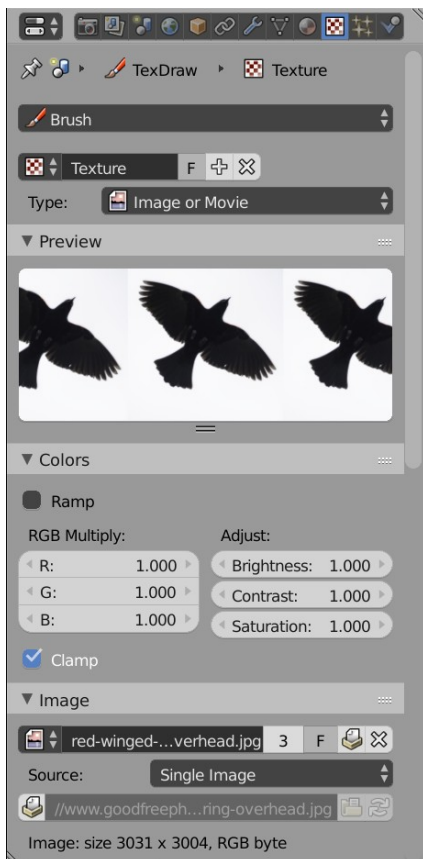 TexDraw Texture
Brush
Texture F
Type: Image or Movie
Preview
Colors
Ramp
RGB Multiply: Adjust:
R: 1.000 Brightness: 1.000
G: 1.000 Contrast: 1.000
B: 1.000 Saturation: 1.000
Clamp
Image
red-winged-...verhead.jpg 3 F
Source: Single Image
//www.goodfreeph...ring-overhead.jpg
Image: size 3031 x 3004, RGB byte